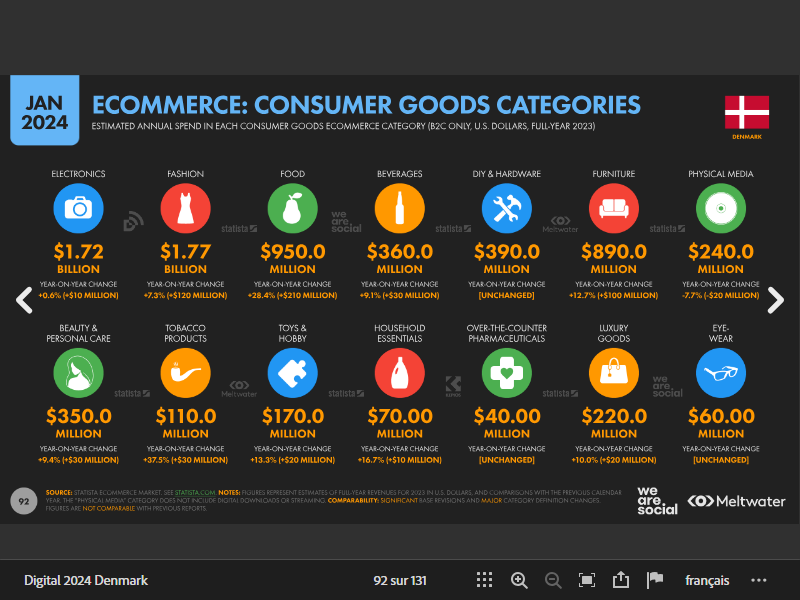 JAN
2024
ECOMMERCE: CONSUMER GOODS CATEGORIES
ESTIMATED ANNUAL SPEND IN EACH CONSUMER GOODS ECOMMERCE CATEGORY (B2C ONLY, U.S. DOLLARS, FULL-YEAR 2023)
DENMARK
ELECTRONICS FASHION FOOD BEVERAGES DIY & HARDWARE FURNITURE PHYSICAL MEDIA
statista we are. social statista Meltwater statista
$1.72 $1.77 $950.0 $360.0 $390.0 $890.0 $240.0
BILLION BILLION MILLION MILLION MILLION MILLION MILLION
YEAR-ON-YEAR CHANGE YEAR-ON-YEAR CHANGE YEAR-ON-YEAR CHANGE YEAR-ON-YEAR CHANGE YEAR-ON-YEAR CHANGE YEAR-ON-YEAR CHANGE YEAR-ON-YEAR CHANGE
+0.6% (+$10 MILLION) +7.3% (+$120 MILLION) +28.4% (+$210 MILLION) +9.1% (+$30 MILLION) [UNCHANGED] +12.7% (+$100 MILLION) -7.7% (-$20 MILLION)
BEAUTY & TOBACCO TOYS & HOUSEHOLD OVER-THE-COUNTER LUXURY EYE-
PERSONAL CARE PRODUCTS HOBBY ESSENTIALS PHARMACEUTICALS GOODS WEAR
statista Meltwater statista KEPIOS statista we are. social
$350.0 $110.0 $170.0 $70.00 $40.00 $220.0 $60.00
MILLION MILLION MILLION MILLION MILLION MILLION MILLION
YEAR-ON-YEAR CHANGE YEAR-ON-YEAR CHANGE YEAR-ON-YEAR CHANGE YEAR-ON-YEAR CHANGE YEAR-ON-YEAR CHANGE YEAR-ON-YEAR CHANGE YEAR-ON-YEAR CHANGE
+9.4% (+$30 MILLION) +37.5% (+$30 MILLION) +13.3% (+$20 MILLION) +16.7% (+$10 MILLION) [UNCHANGED] +10.0% (+$20 MILLION) [UNCHANGED]
92
SOURCE: STATISTA ECOMMERCE MARKET. SEE STATISTA.COM. NOTES: FIGURES REPRESENT ESTIMATES OF FULL-YEAR REVENUES FOR 2023 IN U.S. DOLLARS, AND COMPARISONS WITH THE PREVIOUS CALENDAR
YEAR. THE "PHYSICAL MEDIA" CATEGORY DOES NOT INCLUDE DIGITAL DOWNLOADS OR STREAMING. COMPARABILITY: SIGNIFICANT BASE REVISIONS AND MAJOR CATEGORY DEFINITION CHANGES.
FIGURES ARE NOT COMPARABLE WITH PREVIOUS REPORTS.
we
are.
social
Meltwater
Digital 2024 Denmark 92 sur 131 français